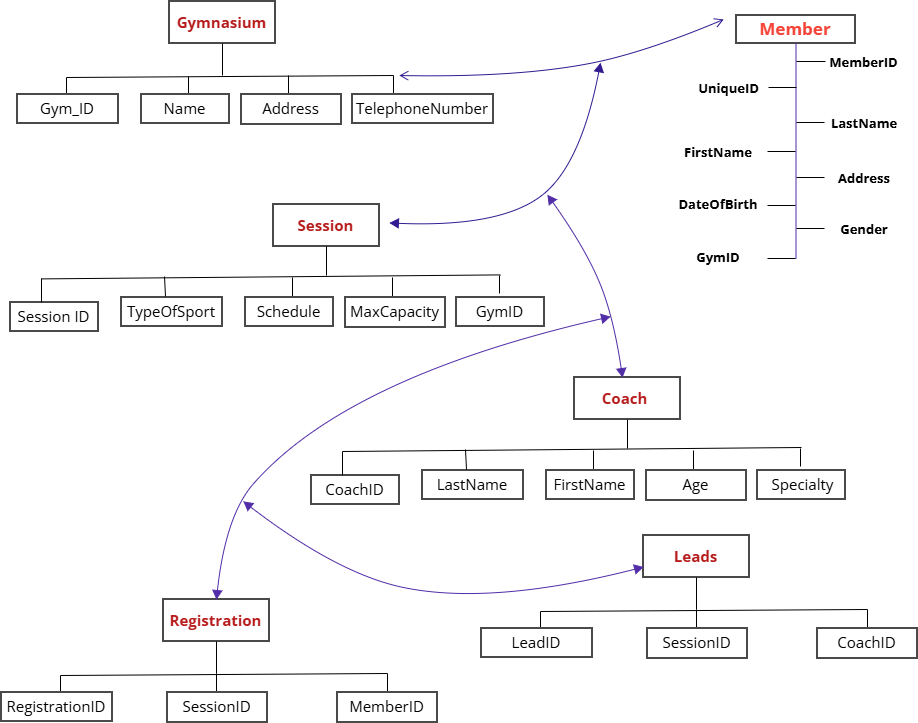 Gymnasium
Member
Gym_ID
Name
Address
TelephoneNumber
MemberID
UniqueID
LastName
FirstName
Address
DateOfBirth
Gender
GymID
Session
Session ID
TypeOfSport
Schedule
MaxCapacity
GymID
Coach
CoachID
LastName
FirstName
Age
Specialty
Leads
LeadID
SessionID
CoachID
Registration
RegistrationID
SessionID
MemberID